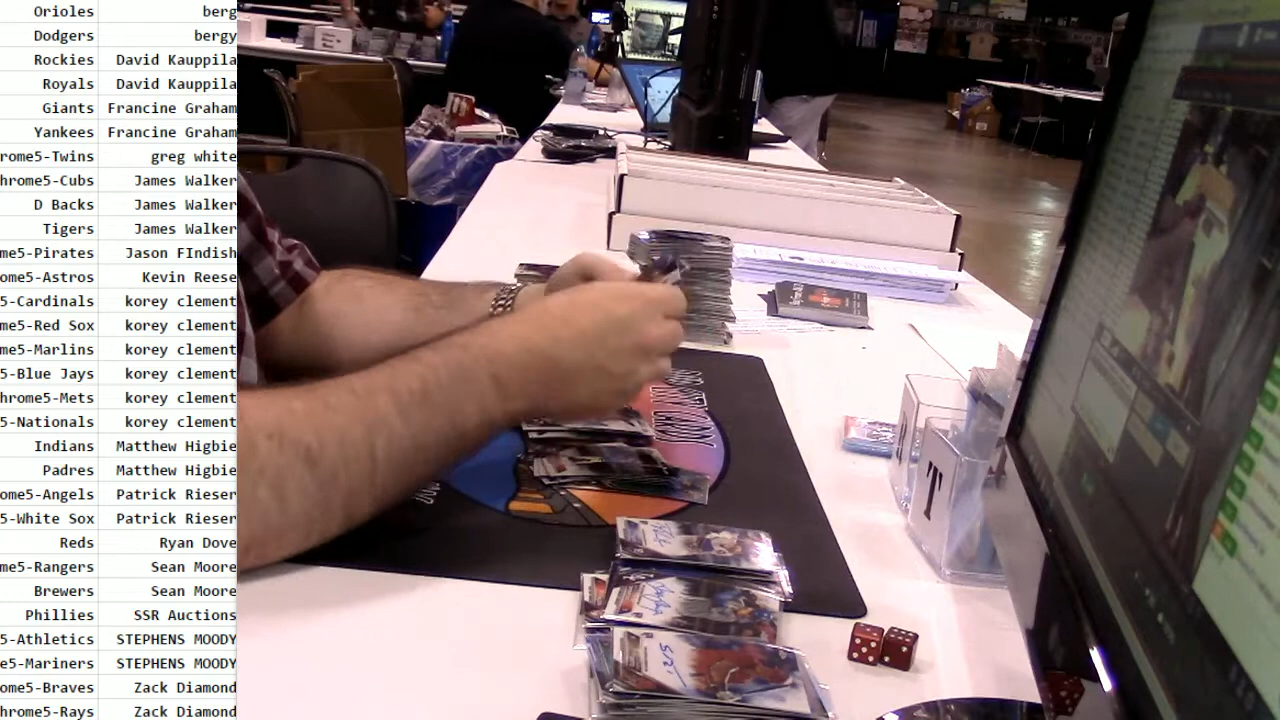 Orioles berg
Dodgers bergy
Rockies David Kauppila
Royals David Kauppila
Giants Francine Graham
Yankees Francine Graham
rome5-Twins greg white
hrome5-Cubs James Walker
D Backs James Walker
Tigers James Walker
me5-Pirates Jason FIndish
ome5-Astros Kevin Reese
5-Cardinals korey clement
me5-Red Sox korey clement
me5-Marlins korey clement
5-Blue Jays korey clement
hrome5-Mets korey clement
5-Nationals korey clement
Indians Matthew Higbie
Padres Matthew Higbie
ome5-Angels Patrick Rieser
5-White Sox Patrick Rieser
Reds Ryan Dove
me5-Rangers Sean Moore
Brewers Sean Moore
Phillies SSR Auctions
5-Athletics STEPHENS MOODY
e5-Mariners STEPHENS MOODY
ome5-Braves Zack Diamond
hrome5-Rays Zack Diamond
T